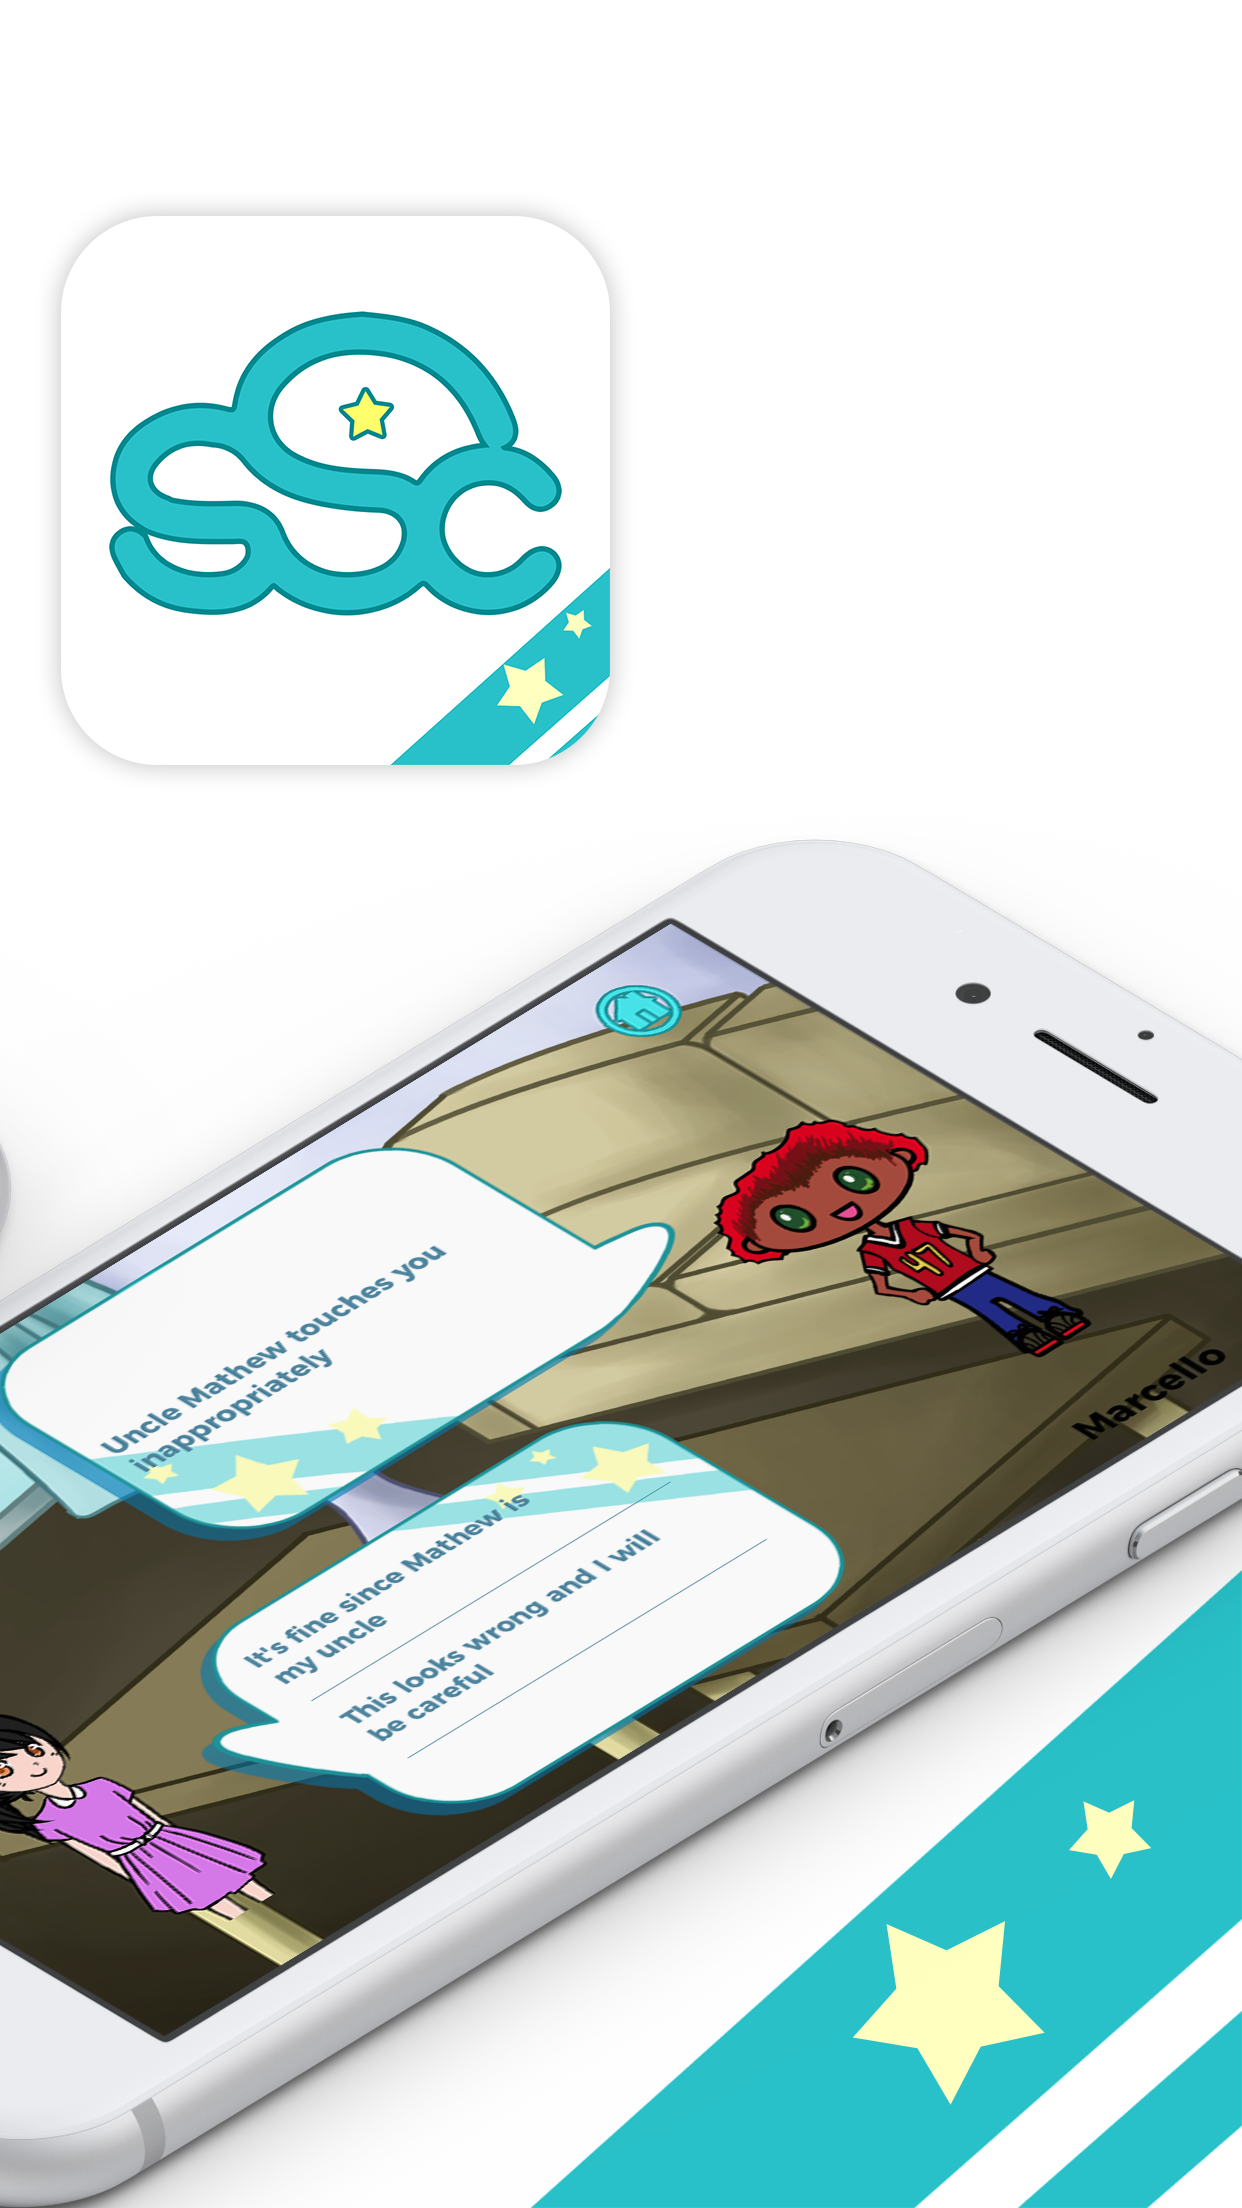 SSC
Uncle Mathew touches you
inappropriately
47
Marcello
It's fine since Mathew is
my uncle
This looks wrong and I will
be careful